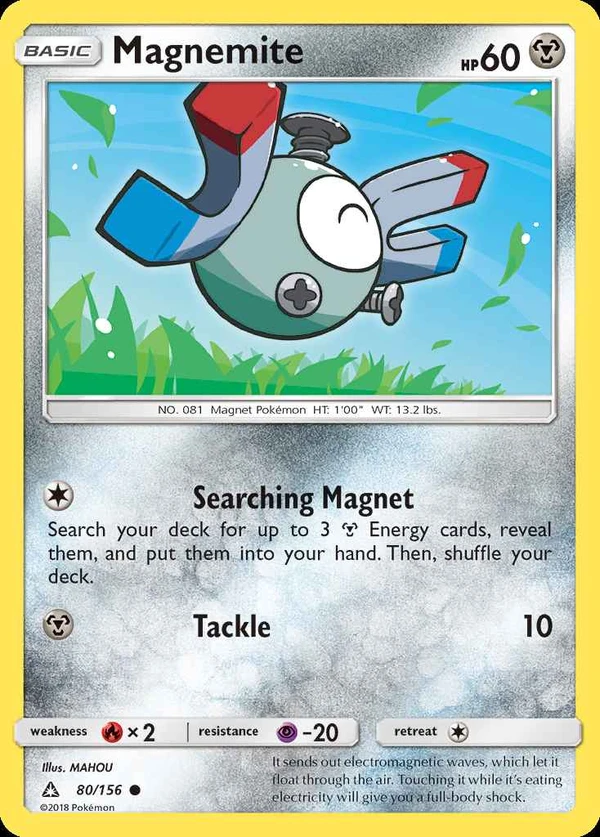 BASIC Magnemite HP 60
NO. 081 Magnet Pokémon HT: 1'00" WT: 13.2 lbs.
Searching Magnet
Search your deck for up to 3 Energy cards, reveal
them, and put them into your hand. Then, shuffle your
deck.
Tackle 10
weakness ×2 resistance -20 retreat
Illus. MAHOU
It sends out electromagnetic waves, which let it
float through the air. Touching it while it's eating
electricity will give you a full-body shock.
80/156
©2018 Pokémon